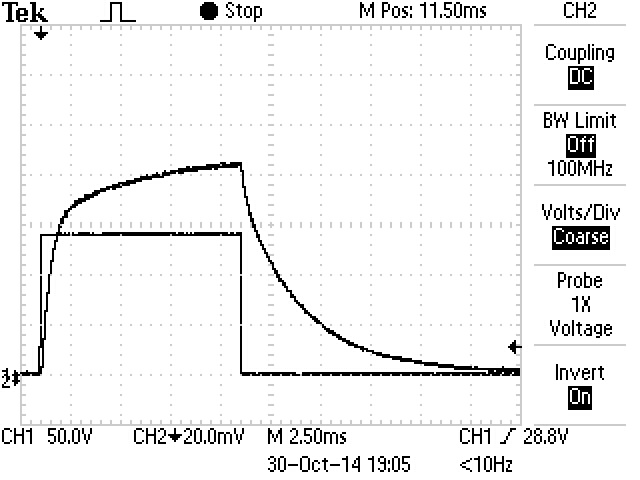 Tek Stop M Pos: 11.50ms CH2
Coupling
DC
BW Limit
Off
100MHz
Volts/Div
Coarse
Probe
1X
Voltage
Invert
On
2
CH1 50.0V CH2 20.0mV M 2.50ms CH1 28.8V
30-Oct-14 19:05 <10Hz